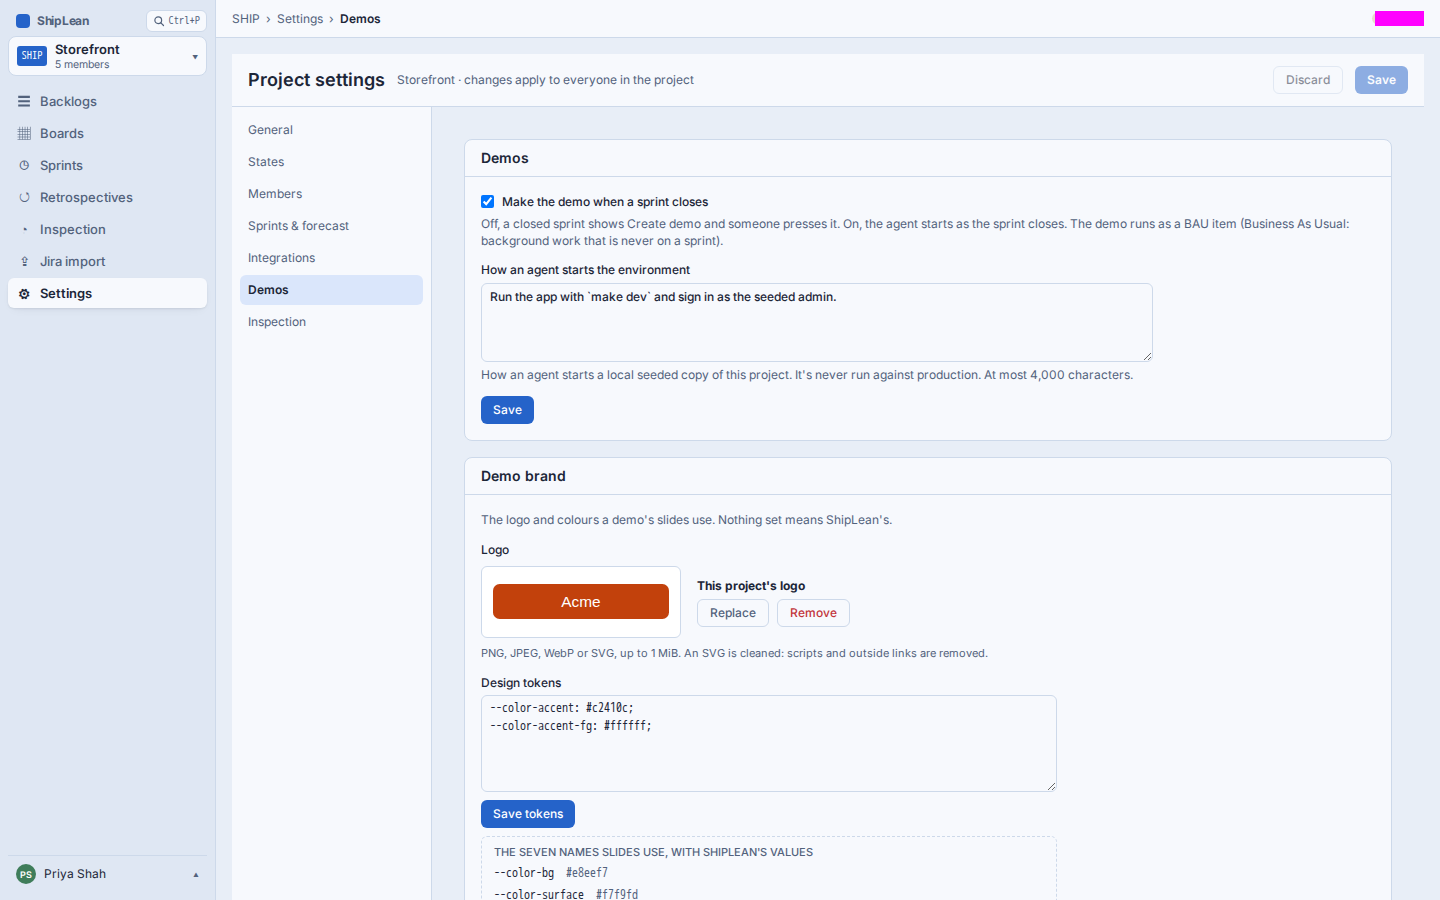 ShipLean
Ctrl+P
SHIP
Storefront
5 members
Backlogs
Boards
Sprints
Retrospectives
Inspection
Jira import
Settings
Priya Shah
PS
SHIP › Settings › Demos
Project settings
Storefront · changes apply to everyone in the project
Discard
Save
General
States
Members
Sprints & forecast
Integrations
Demos
Inspection
Demos
Make the demo when a sprint closes
Off, a closed sprint shows Create demo and someone presses it. On, the agent starts as the sprint closes. The demo runs as a BAU item (Business As Usual:
background work that is never on a sprint).
How an agent starts the environment
Run the app with `make dev` and sign in as the seeded admin.
How an agent starts a local seeded copy of this project. It's never run against production. At most 4,000 characters.
Save
Demo brand
The logo and colours a demo's slides use. Nothing set means ShipLean's.
Logo
Acme
This project's logo
Replace
Remove
PNG, JPEG, WebP or SVG, up to 1 MiB. An SVG is cleaned: scripts and outside links are removed.
Design tokens
--color-accent: #c2410c;
--color-accent-fg: #ffffff;
Save tokens
THE SEVEN NAMES SLIDES USE, WITH SHIPLEAN'S VALUES
--color-bg #e8eef7
--color-surface #f7f9fd